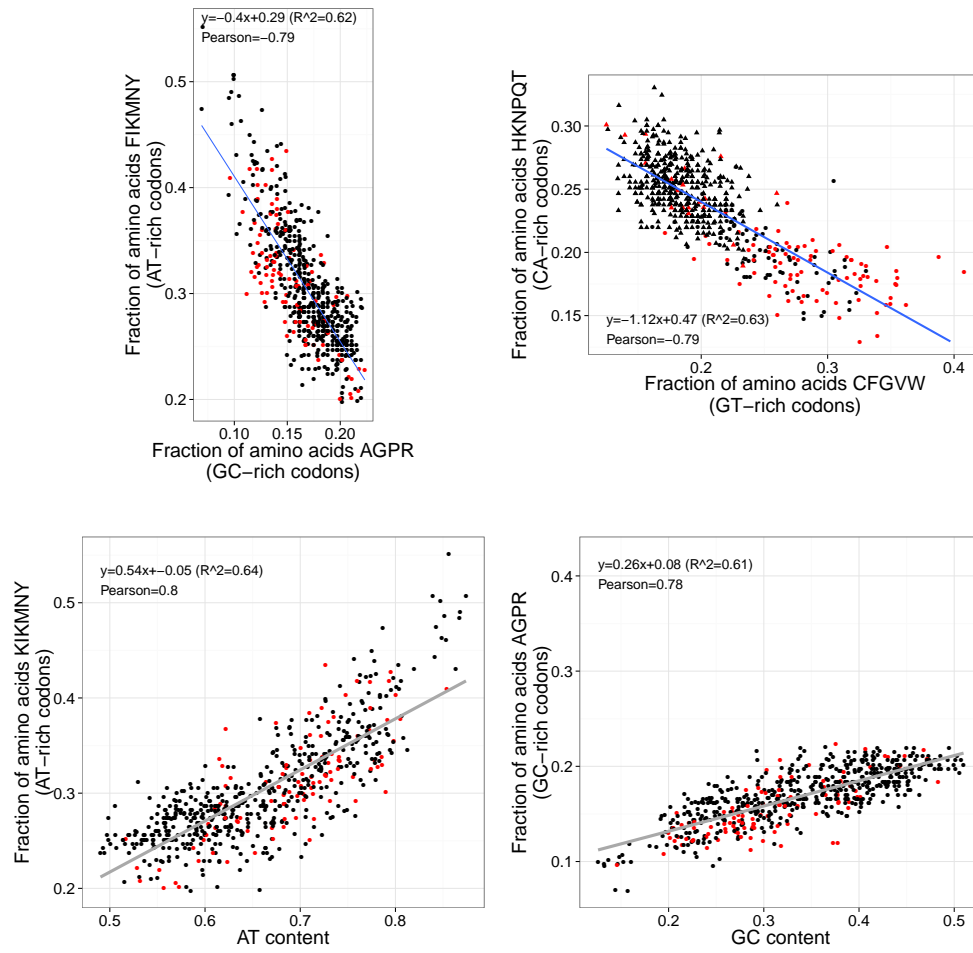 y=−0.4x+0.29 (R^2=0.62)
Pearson=−0.79
Fraction of amino acids FIKMNY
(AT−rich codons)
0.5
0.4
0.3
0.2
0.10
0.15
0.20
Fraction of amino acids AGPR
(GC−rich codons)
Fraction of amino acids HKNPQT
(CA−rich codons)
0.30
0.25
0.20
0.15
y=−1.12x+0.47 (R^2=0.63)
Pearson=−0.79
0.2
0.3
0.4
Fraction of amino acids CFGVW
(GT−rich codons)
y=0.54x+−0.05 (R^2=0.64)
Pearson=0.8
Fraction of amino acids KIKMNY
(AT−rich codons)
0.5
0.4
0.3
0.2
0.5
0.6
0.7
0.8
AT content
y=0.26x+0.08 (R^2=0.61)
Pearson=0.78
Fraction of amino acids AGPR
(GC−rich codons)
0.4
0.3
0.2
0.1
0.2
0.3
0.4
0.5
GC content